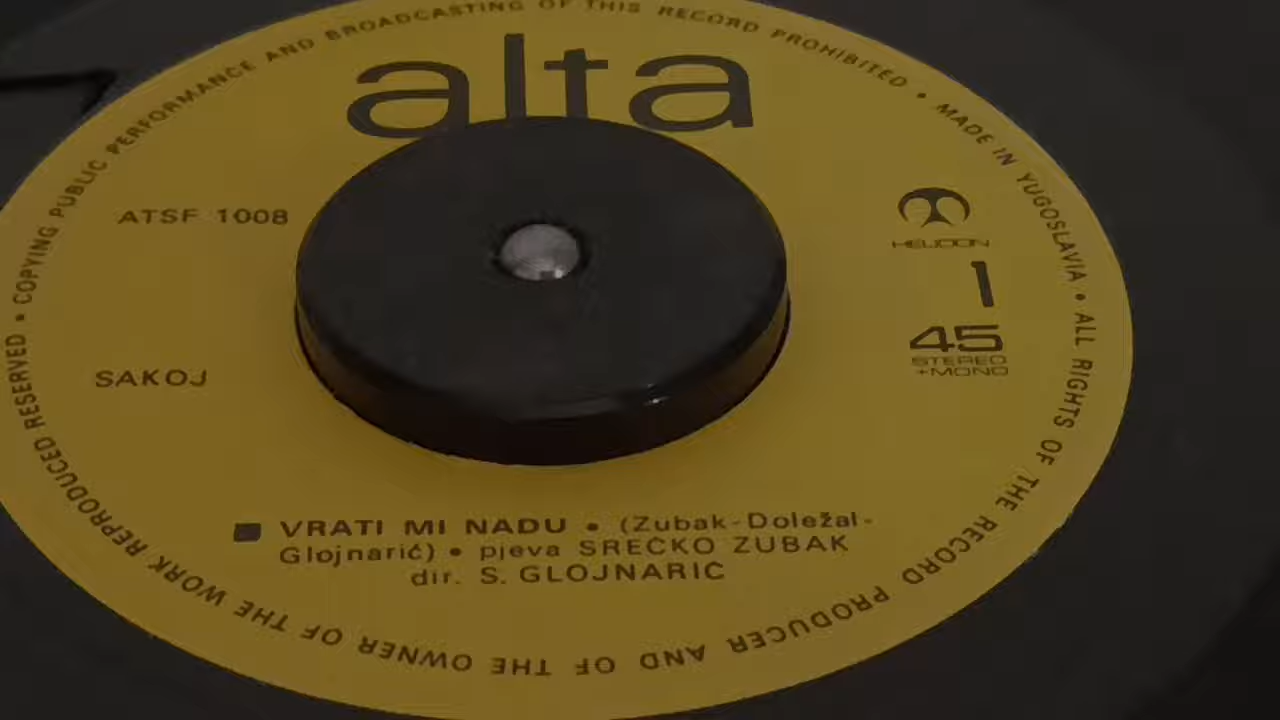 COPYING PUBLIC PERFORMANCE AND BROADCASTING OF THIS RECORD PROHIBITED • MADE IN YUGOSLAVIA • ALL RIGHTS OF THE RECORD PRODUCER AND OF THE OWNER OF THE WORK REPRODUCED RESERVED •
alta
ATSF 1008
HELIDON
1
45
STEREO
+MONO
SAKOJ
VRATI MI NADU • (Zubak-Doležal-
Glojnarić) • pjeva SREĆKO ZUBAK
dir. S. GLOJNARIĆ